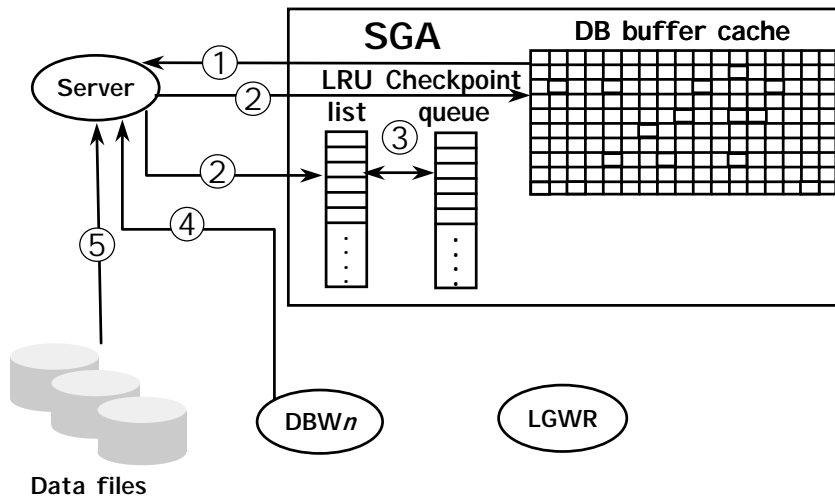 SGA
DB buffer cache
1
Server
2
LRU
list
Checkpoint
queue
3
2
4
5
DBWn
LGWR
Data files